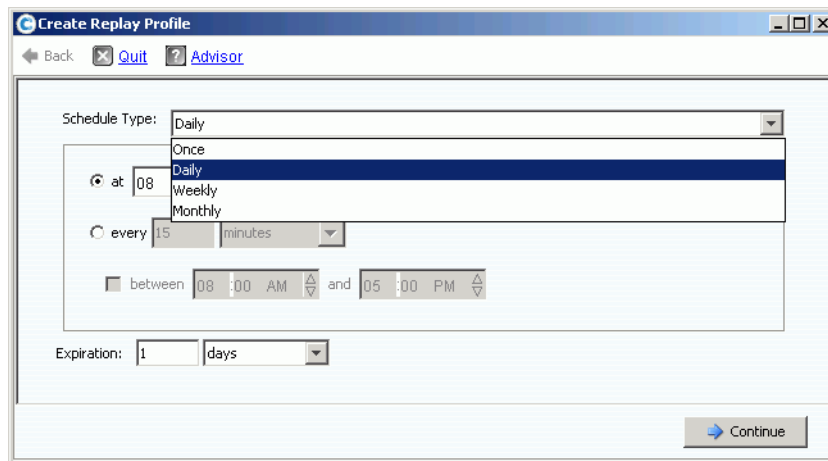 Create Replay Profile
Back Quit ? Advisor
Schedule Type: Daily
Once
Daily
Weekly
Monthly
at 08
every 15 minutes
between 08 :00 AM and 05 :00 PM
Expiration: 1 days
Continue